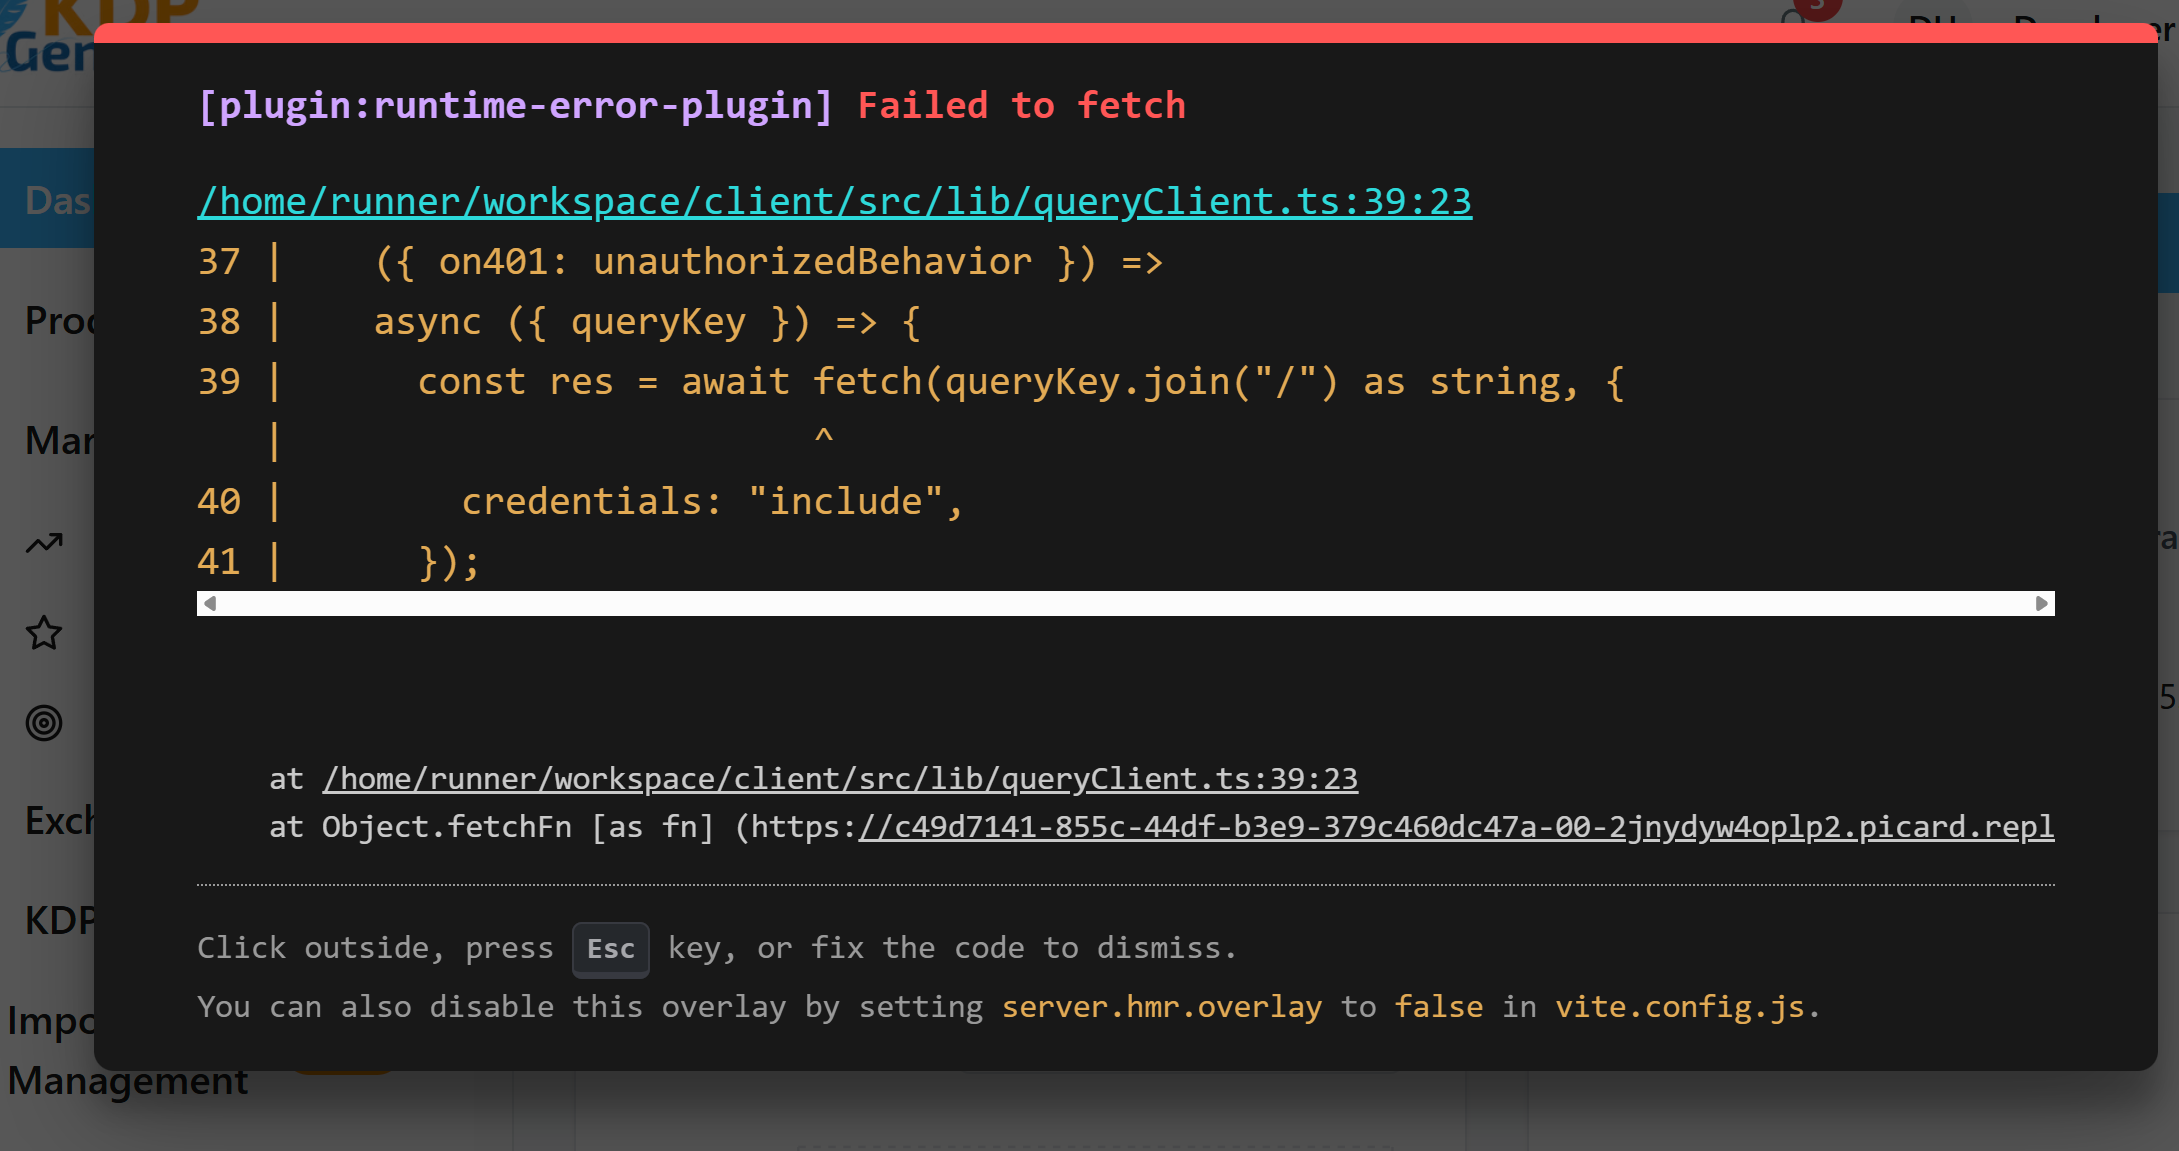 KDP
Gen
3
[plugin:runtime-error-plugin] Failed to fetch
/home/runner/workspace/client/src/lib/queryClient.ts:39:23
37 |    ({ on401: unauthorizedBehavior }) =>
38 |    async ({ queryKey }) => {
39 |      const res = await fetch(queryKey.join("/") as string, {
   |                        ^
40 |        credentials: "include",
41 |      });
at /home/runner/workspace/client/src/lib/queryClient.ts:39:23
at Object.fetchFn [as fn] (https://c49d7141-855c-44df-b3e9-379c460dc47a-00-2jnydyw4oplp2.picard.repl
Click outside, press Esc key, or fix the code to dismiss.
You can also disable this overlay by setting server.hmr.overlay to false in vite.config.js.
Das
Proc
Mar
Exch
KDP
Impo
Management
ra
5